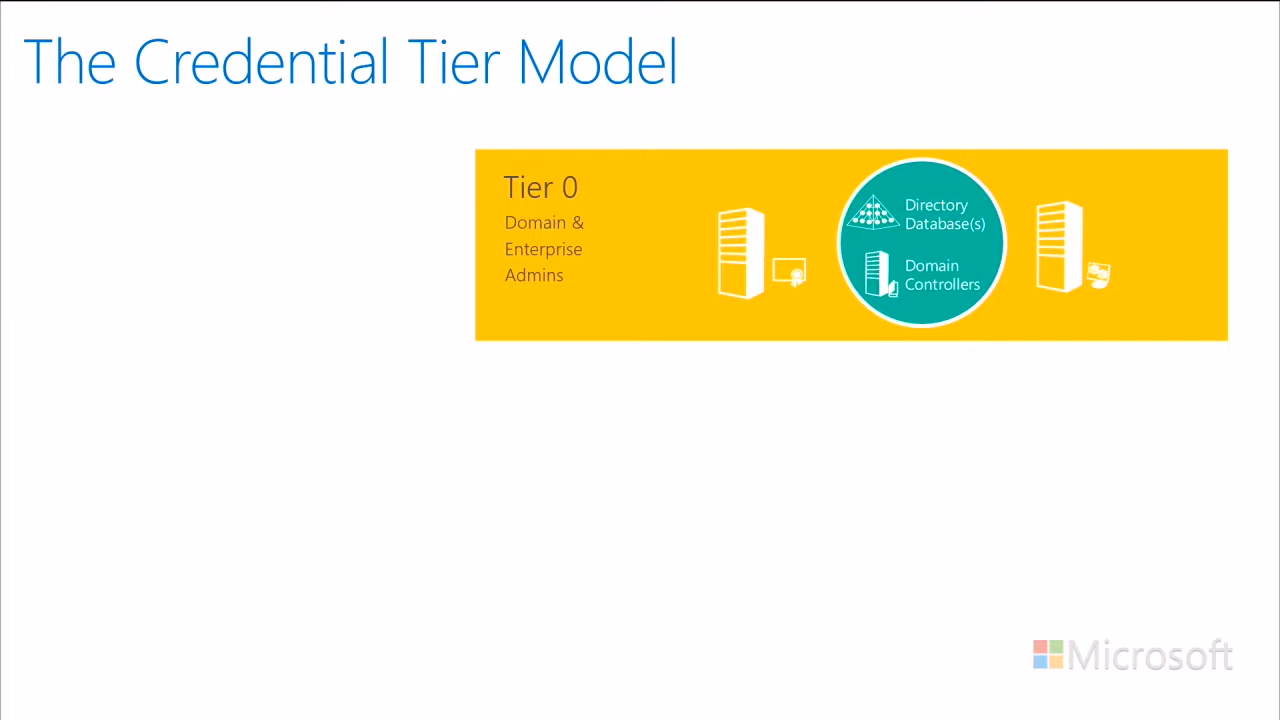 The Credential Tier Model
Tier 0
Domain &
Enterprise
Admins
Directory
Database(s)
Domain
Controllers
Microsoft